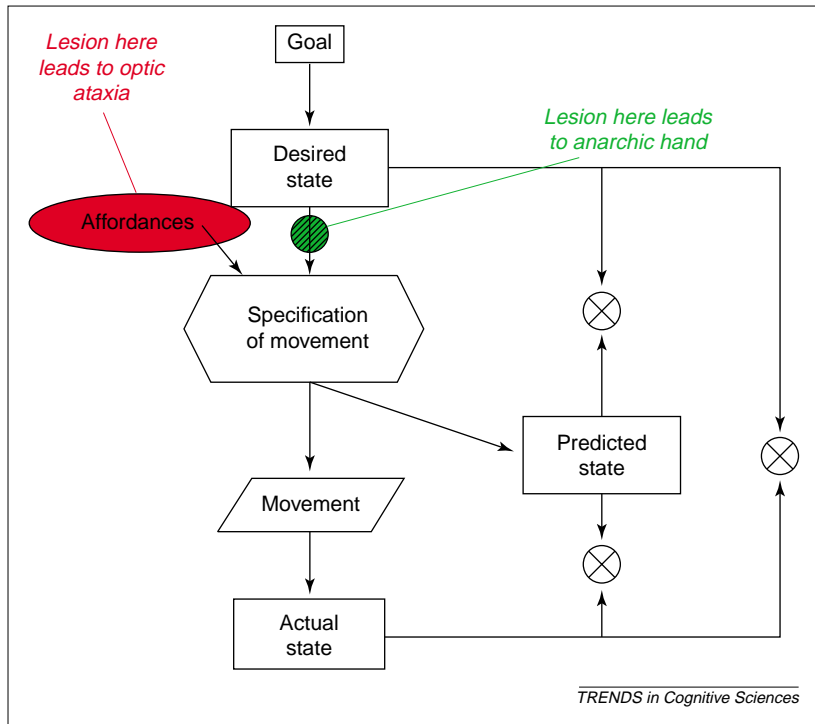 Lesion here
leads to optic
ataxia
Goal
Lesion here leads
to anarchic hand
Desired
state
Affordances
Specification
of movement
Predicted
state
Movement
Actual
state
TRENDS in Cognitive Sciences